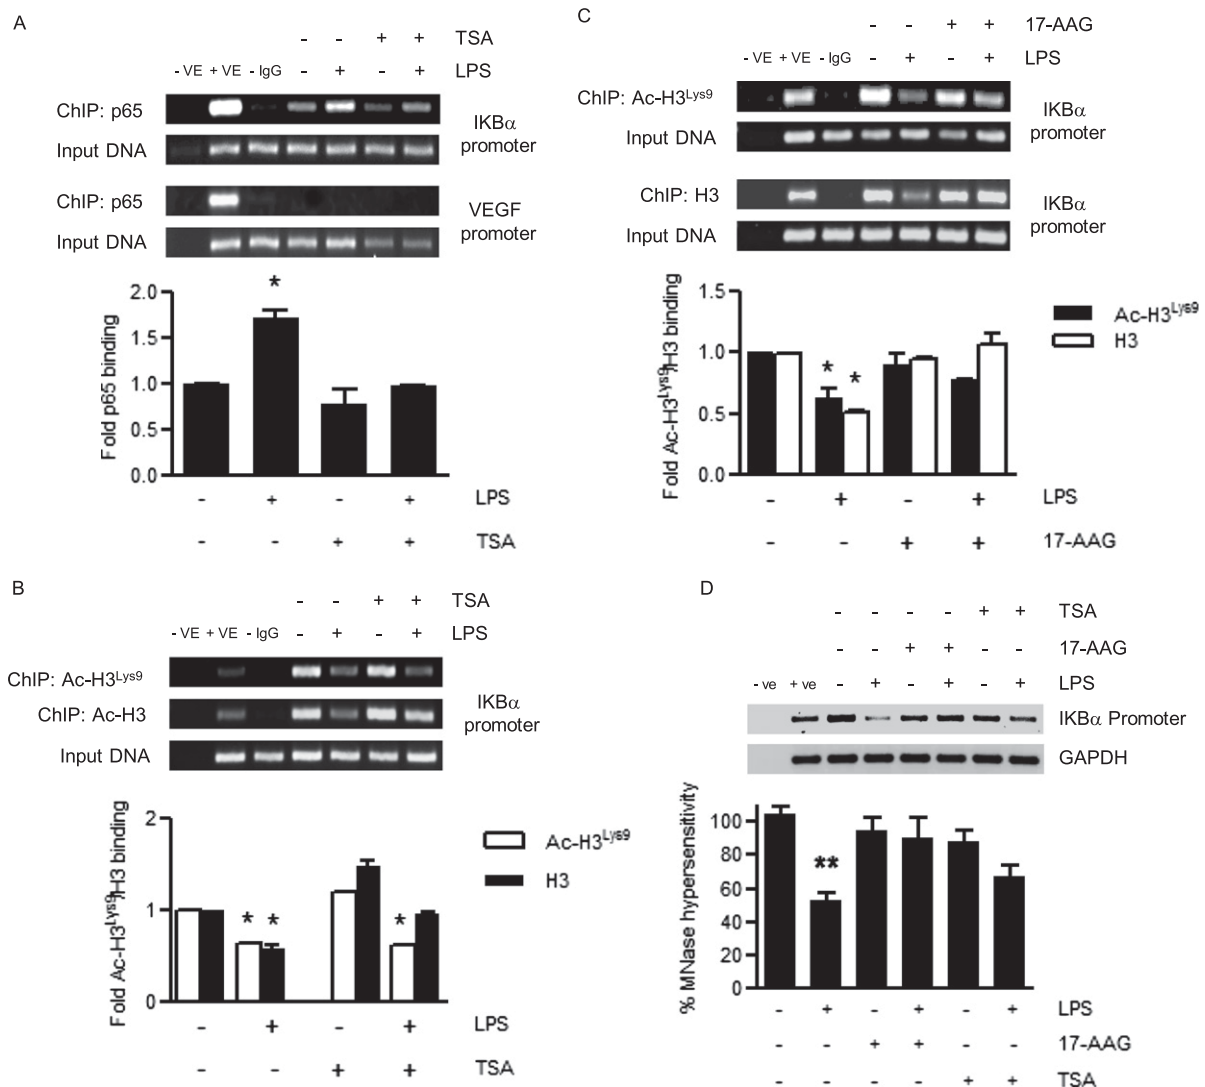 A
- - + + TSA
- VE + VE - IgG - + - + LPS
ChIP: p65
Input DNA
IKBα
promoter
ChIP: p65
Input DNA
VEGF
promoter
*
2.0
1.5
1.0
0.5
0.0
Fold p65 binding
- + - + LPS
- - + + TSA
B
- - + + TSA
- VE + VE - IgG - + - + LPS
ChIP: Ac-H3Lys9
ChIP: Ac-H3
Input DNA
IKBα
promoter
2
1
0
Fold Ac-H3Lys9/H3 binding
* * *
Ac-H3Lys9
H3
- + - + LPS
- - + + TSA
C
- - + + 17-AAG
- VE + VE - IgG - + - + LPS
ChIP: Ac-H3Lys9
Input DNA
IKBα
promoter
ChIP: H3
Input DNA
IKBα
promoter
1.5
1.0
0.5
0.0
Fold Ac-H3Lys9/H3 binding
* *
Ac-H3Lys9
H3
- + - + LPS
- - + + 17-AAG
D
- - - - + + TSA
- - + + - - 17-AAG
- ve + ve - + - + - + LPS
IKBα Promoter
GAPDH
100
80
60
40
20
0
% MNase hypersensitivity
**
- + - + - + LPS
- - + + - - 17-AAG
- - - - + + TSA